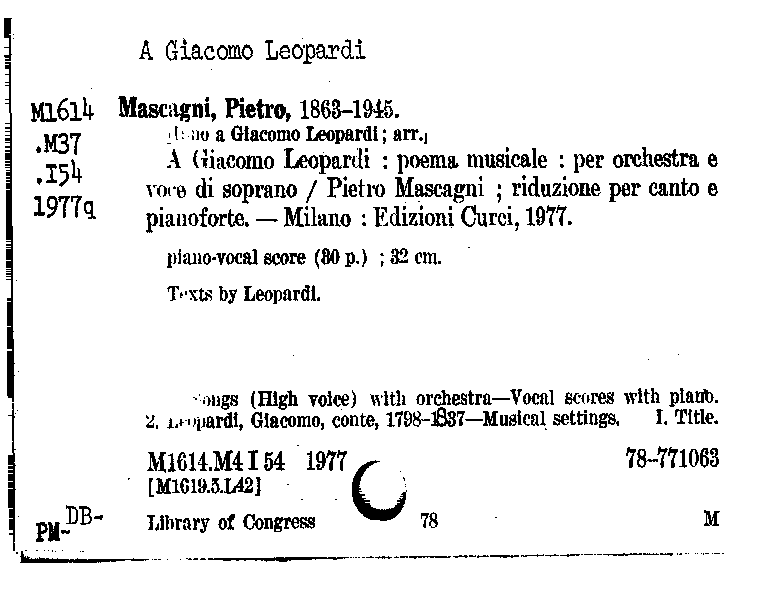 A Giacomo Leopardi
M1614
.M37
.I54
1977q
Mascagni, Pietro, 1863-1945.
a Giacomo Leopardi ; arr.]
A Giacomo Leopardi : poema musicale : per orchestra e
voce di soprano / Pietro Mascagni ; riduzione per canto e
pianoforte. — Milano : Edizioni Curci, 1977.
piano-vocal score (80 p.) ; 32 cm.
Texts by Leopardi.
Songs (High voice) with orchestra—Vocal scores with piano.
2. Leopardi, Giacomo, conte, 1798-1837—Musical settings. I. Title.
M1614.M4 I 54 1977
78-771063
[M1619.5.L42]
PM-DB-
Library of Congress
78
M